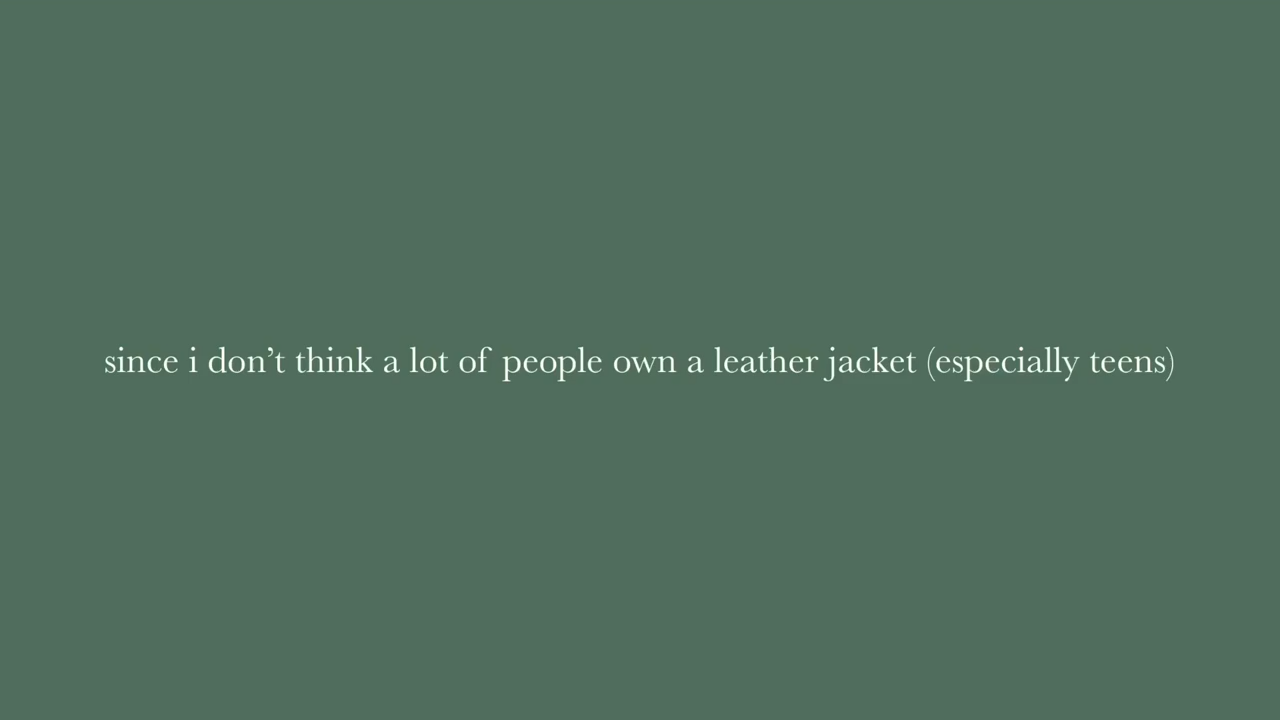 since i don’t think a lot of people own a leather jacket (especially teens)